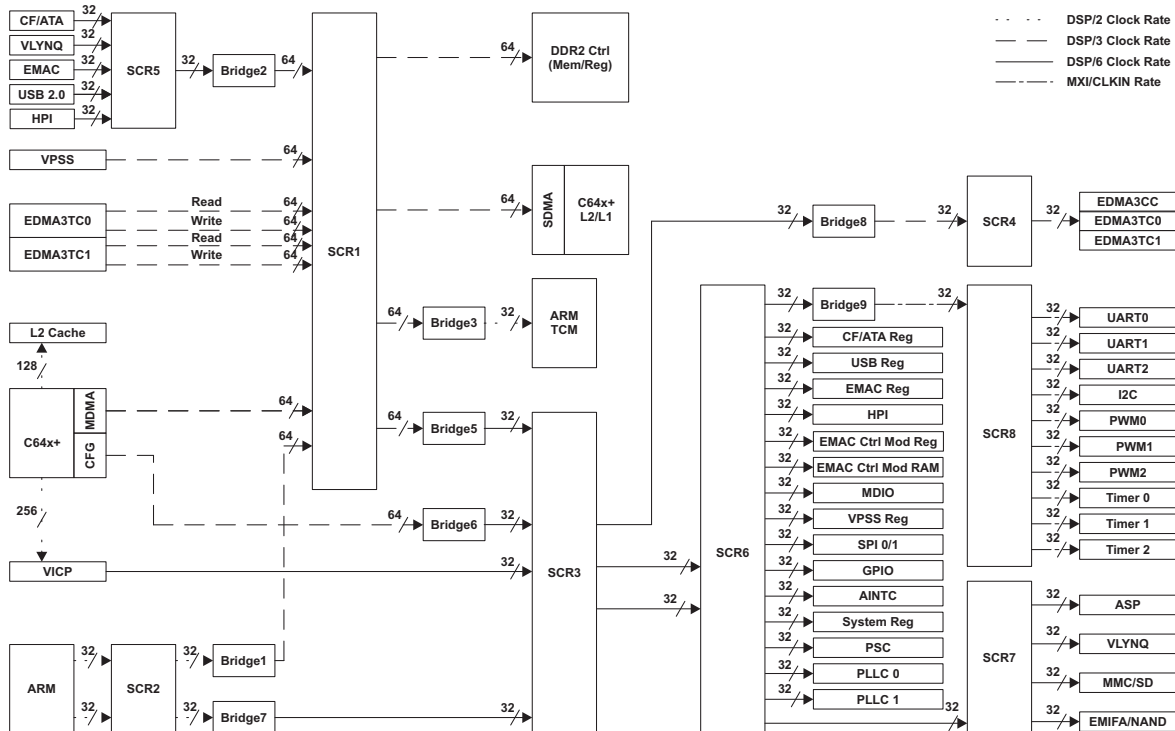 CF/ATA
VLYNQ
EMAC
USB 2.0
HPI
32
32
32
32
32
SCR5
32
Bridge2
64
VPSS
64
EDMA3TC0
EDMA3TC1
Read
Write
Read
Write
64
64
64
64
SCR1
64
DDR2 Ctrl
(Mem/Reg)
64
SDMA
C64x+
L2/L1
64
Bridge3
32
ARM
TCM
64
Bridge5
32
DSP/2 Clock Rate
DSP/3 Clock Rate
DSP/6 Clock Rate
MXI/CLKIN Rate
L2 Cache
128
C64x+
MDMA
CFG
64
64
256
VICP
64
Bridge6
32
32
SCR3
ARM
32
32
SCR2
32
32
Bridge1
Bridge7
32
32
Bridge8
32
SCR4
32
EDMA3CC
EDMA3TC0
EDMA3TC1
32
32
SCR6
32
Bridge9
32
32
CF/ATA Reg
32
USB Reg
32
EMAC Reg
32
HPI
32
EMAC Ctrl Mod Reg
32
EMAC Ctrl Mod RAM
32
MDIO
32
VPSS Reg
32
SPI 0/1
32
GPIO
32
AINTC
32
System Reg
32
PSC
32
PLLC 0
32
PLLC 1
32
SCR8
32
UART0
32
UART1
32
UART2
32
I2C
32
PWM0
32
PWM1
32
PWM2
32
Timer 0
32
Timer 1
32
Timer 2
SCR7
32
ASP
32
VLYNQ
32
MMC/SD
32
EMIFA/NAND